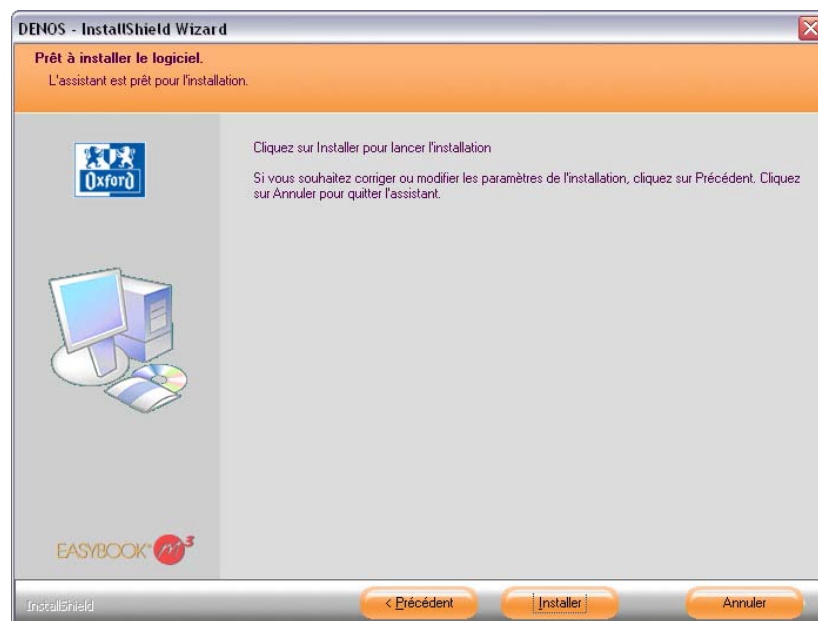 DENOS - InstallShield Wizard
Prêt à installer le logiciel.
L'assistant est prêt pour l'installation.
Oxford
Cliquez sur Installer pour lancer l'installation
Si vous souhaitez corriger ou modifier les paramètres de l'installation, cliquez sur Précédent. Cliquez
sur Annuler pour quitter l'assistant.
EASYBOOK™ m³
InstallShield
< Précédent
Installer
Annuler